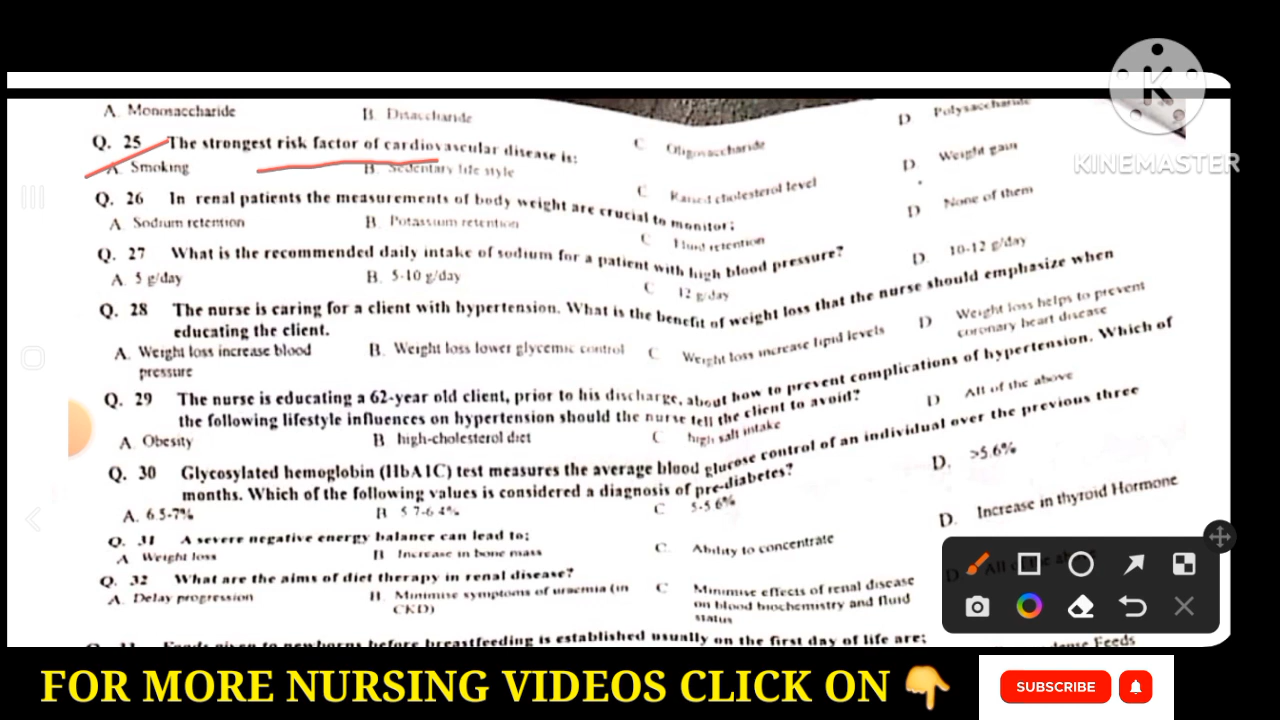 A. Monosaccharide B. Disaccharide C Oligosaccharide D Polysaccharide
KINEMASTER
Q. 25 The strongest risk factor of cardiovascular disease is:
A. Smoking B. Sedentary life style C Raised cholesterol level D. Weight gain
Q. 26 In renal patients the measurements of body weight are crucial to monitor:
A. Sodium retention B. Potassium retention C Fluid retention D None of them
Q. 27 What is the recommended daily intake of sodium for a patient with high blood pressure?
A. 5 g/day B. 5-10 g/day C 12 g/day D. 10-12 g/day
Q. 28 The nurse is caring for a client with hypertension. What is the benefit of weight loss that the nurse should emphasize when
educating the client.
A. Weight loss increase blood pressure B. Weight loss lower glycemic control C Weight loss increase lipid levels D Weight loss helps to prevent coronary heart disease
Q. 29 The nurse is educating a 62-year old client, prior to his discharge, about how to prevent complications of hypertension. Which of
the following lifestyle influences on hypertension should the nurse tell the client to avoid?
A. Obesity B high-cholesterol diet C high salt intake D All of the above
Q. 30 Glycosylated hemoglobin (HbA1C) test measures the average blood glucose control of an individual over the previous three
months. Which of the following values is considered a diagnosis of pre-diabetes?
A. 6.5-7% B 5.7-6.4% C 5-5.6% D. >5.6%
Q. 31 A severe negative energy balance can lead to;
A Weight loss B Increase in bone mass C. Ability to concentrate D. Increase in thyroid Hormone
Q. 32 What are the aims of diet therapy in renal disease?
A. Delay progression B. Minimise symptoms of uraemia (in CKD) C Minimise effects of renal disease on blood biochemistry and fluid status D All of the
Feeds given to newborns before breastfeeding is established usually on the first day of life are:
Feeds
FOR MORE NURSING VIDEOS CLICK ON
SUBSCRIBE